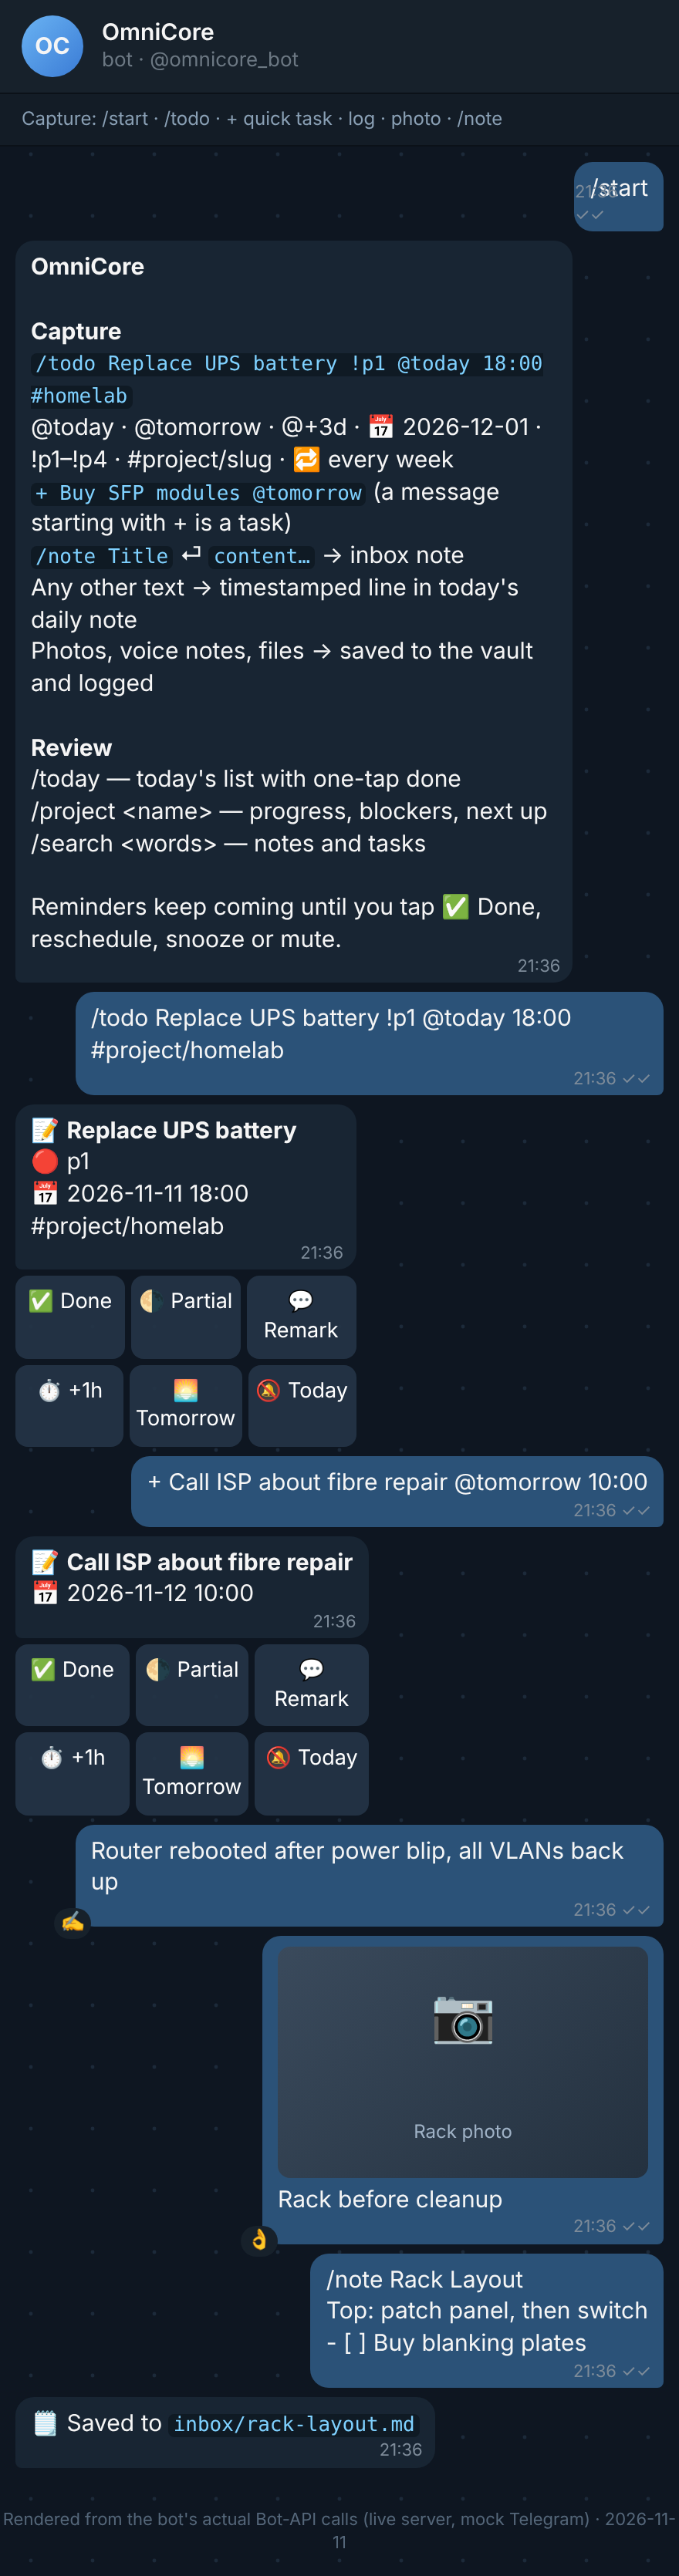 OC
OmniCore
bot · @omnicore_bot
Capture: /start · /todo · + quick task · log · photo · /note
/start
21:36 ✓✓
OmniCore
Capture
/todo Replace UPS battery !p1 @today 18:00
#homelab
@today · @tomorrow · @+3d · 📅 2026-12-01 ·
!p1–!p4 · #project/slug · 🔁 every week
+ Buy SFP modules @tomorrow (a message
starting with + is a task)
/note Title ⏎ content… → inbox note
Any other text → timestamped line in today's
daily note
Photos, voice notes, files → saved to the vault
and logged
Review
/today — today's list with one-tap done
/project <name> — progress, blockers, next up
/search <words> — notes and tasks
Reminders keep coming until you tap ✅ Done,
reschedule, snooze or mute.
21:36
/todo Replace UPS battery !p1 @today 18:00
#project/homelab
21:36 ✓✓
📝 Replace UPS battery
🔴 p1
📅 2026-11-11 18:00
#project/homelab
21:36
✅ Done
🌗 Partial
💬
Remark
⏱️ +1h
🌅
Tomorrow
🔕 Today
+ Call ISP about fibre repair @tomorrow 10:00
21:36 ✓✓
📝 Call ISP about fibre repair
📅 2026-11-12 10:00
21:36
✅ Done
🌗 Partial
💬
Remark
⏱️ +1h
🌅
Tomorrow
🔕 Today
Router rebooted after power blip, all VLANs back
up
21:36 ✓✓
✍️
📷
Rack photo
Rack before cleanup
21:36 ✓✓
👌
/note Rack Layout
Top: patch panel, then switch
- [ ] Buy blanking plates
21:36 ✓✓
🗒️ Saved to inbox/rack-layout.md
21:36
Rendered from the bot's actual Bot-API calls (live server, mock Telegram) · 2026-11-
11